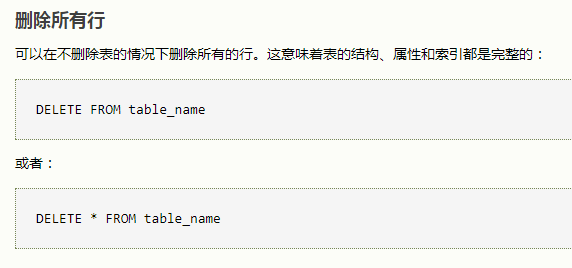 删除所有行
可以在不删除表的情况下删除所有的行。这意味着表的结构、属性和索引都是完整的：
DELETE FROM table_name
或者：
DELETE * FROM table_name